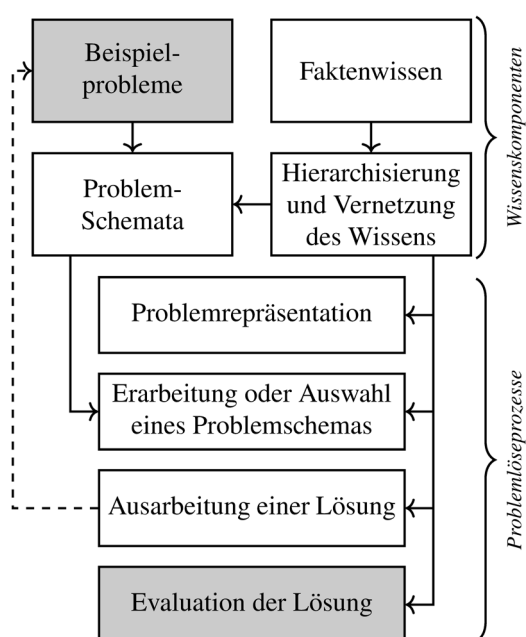 Beispiel-
probleme
Faktenwissen
Problem-
Schemata
Hierarchisierung
und Vernetzung
des Wissens
Wissenskomponenten
Problemrepräsentation
Erarbeitung oder Auswahl
eines Problemschemas
Ausarbeitung einer Lösung
Evaluation der Lösung
Problemlöseprozesse